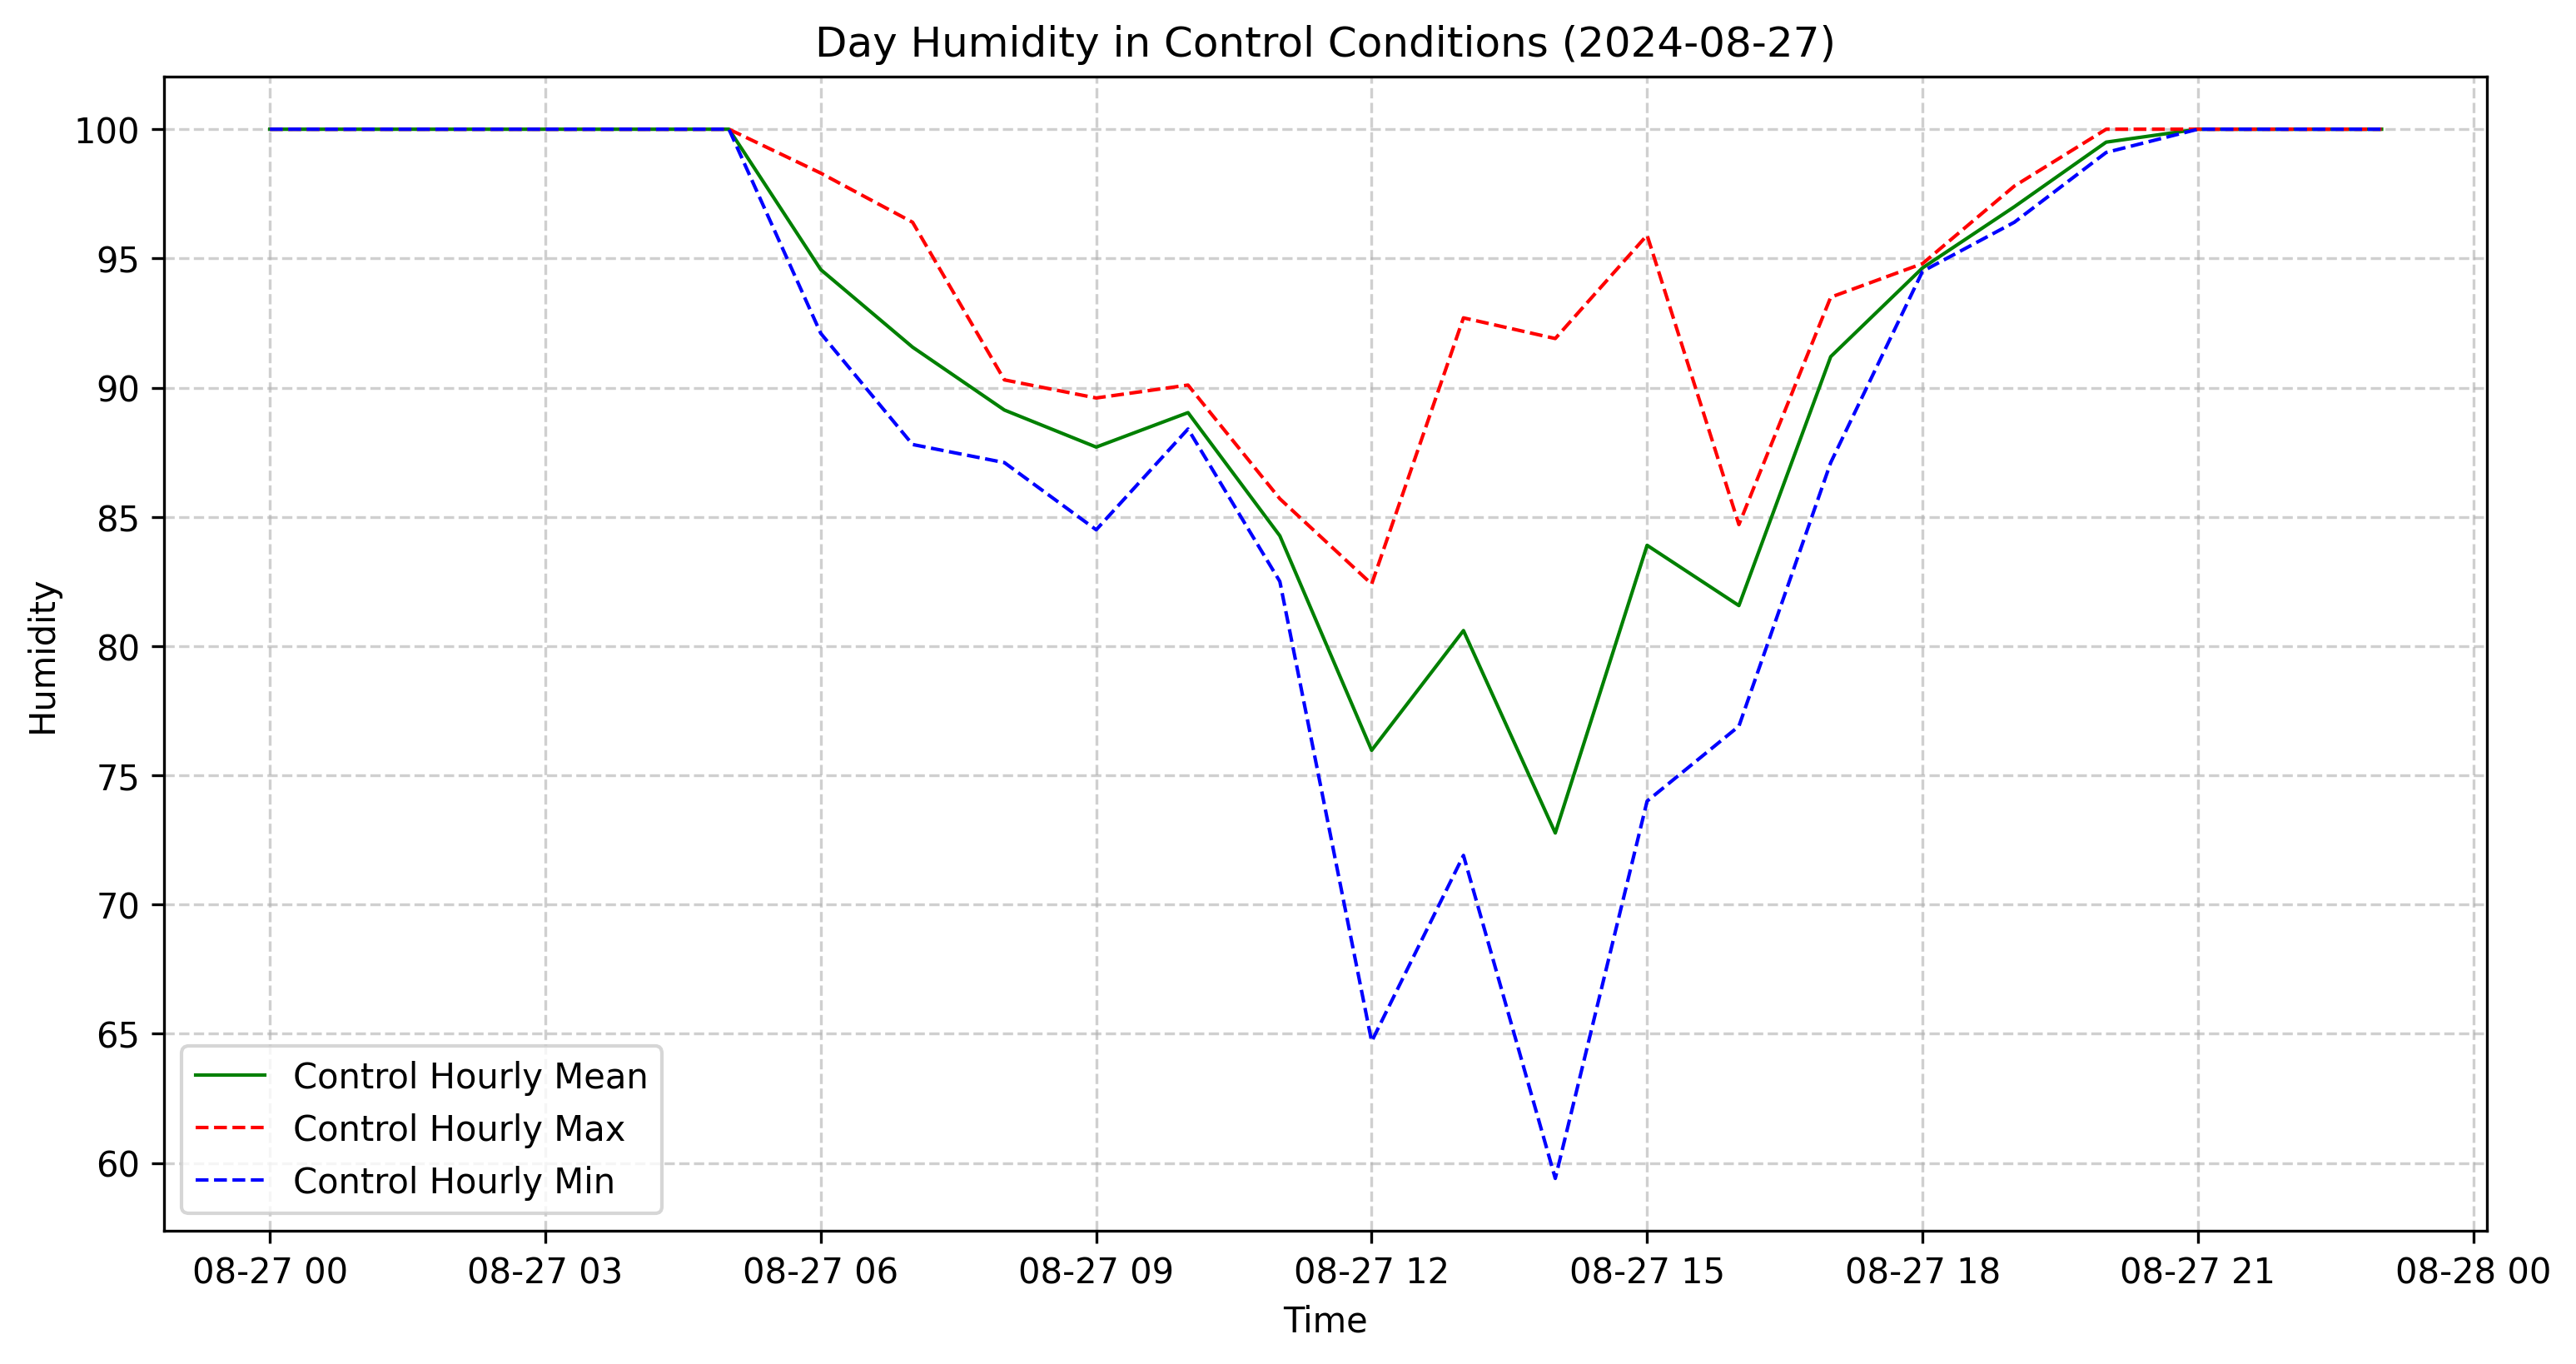 Day Humidity in Control Conditions (2024-08-27)
100
95
90
85
80
75
70
65
60
Humidity
Control Hourly Mean
Control Hourly Max
Control Hourly Min
08-27 00 08-27 03 08-27 06 08-27 09 08-27 12 08-27 15 08-27 18 08-27 21 08-28 00
Time